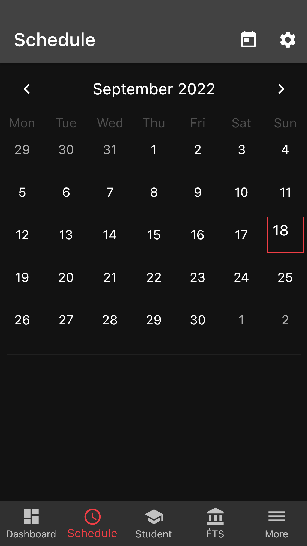 Schedule
September 2022
Mon Tue Wed Thu Fri Sat Sun
29 30 31 1 2 3 4
5 6 7 8 9 10 11
12 13 14 15 16 17 18
19 20 21 22 23 24 25
26 27 28 29 30 1 2
Dashboard Schedule Student ÉTS More